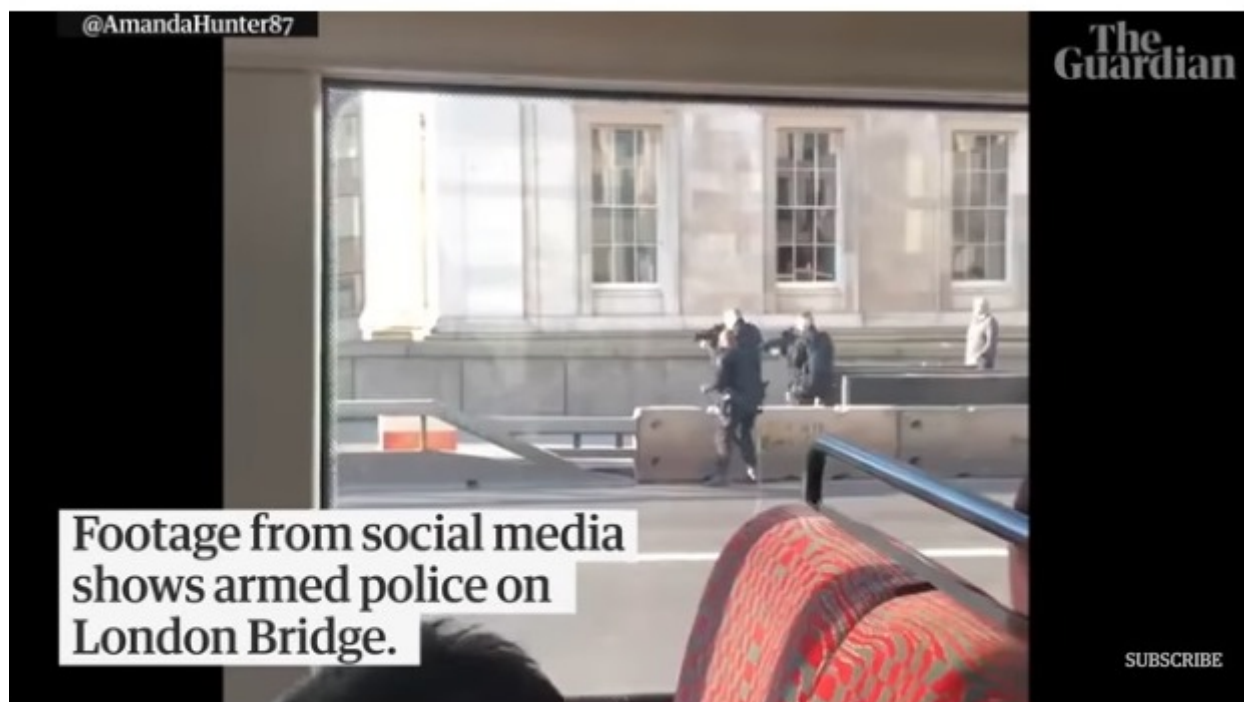 @AmandaHunter87
The
Guardian
Footage from social media
shows armed police on
London Bridge.
SUBSCRIBE